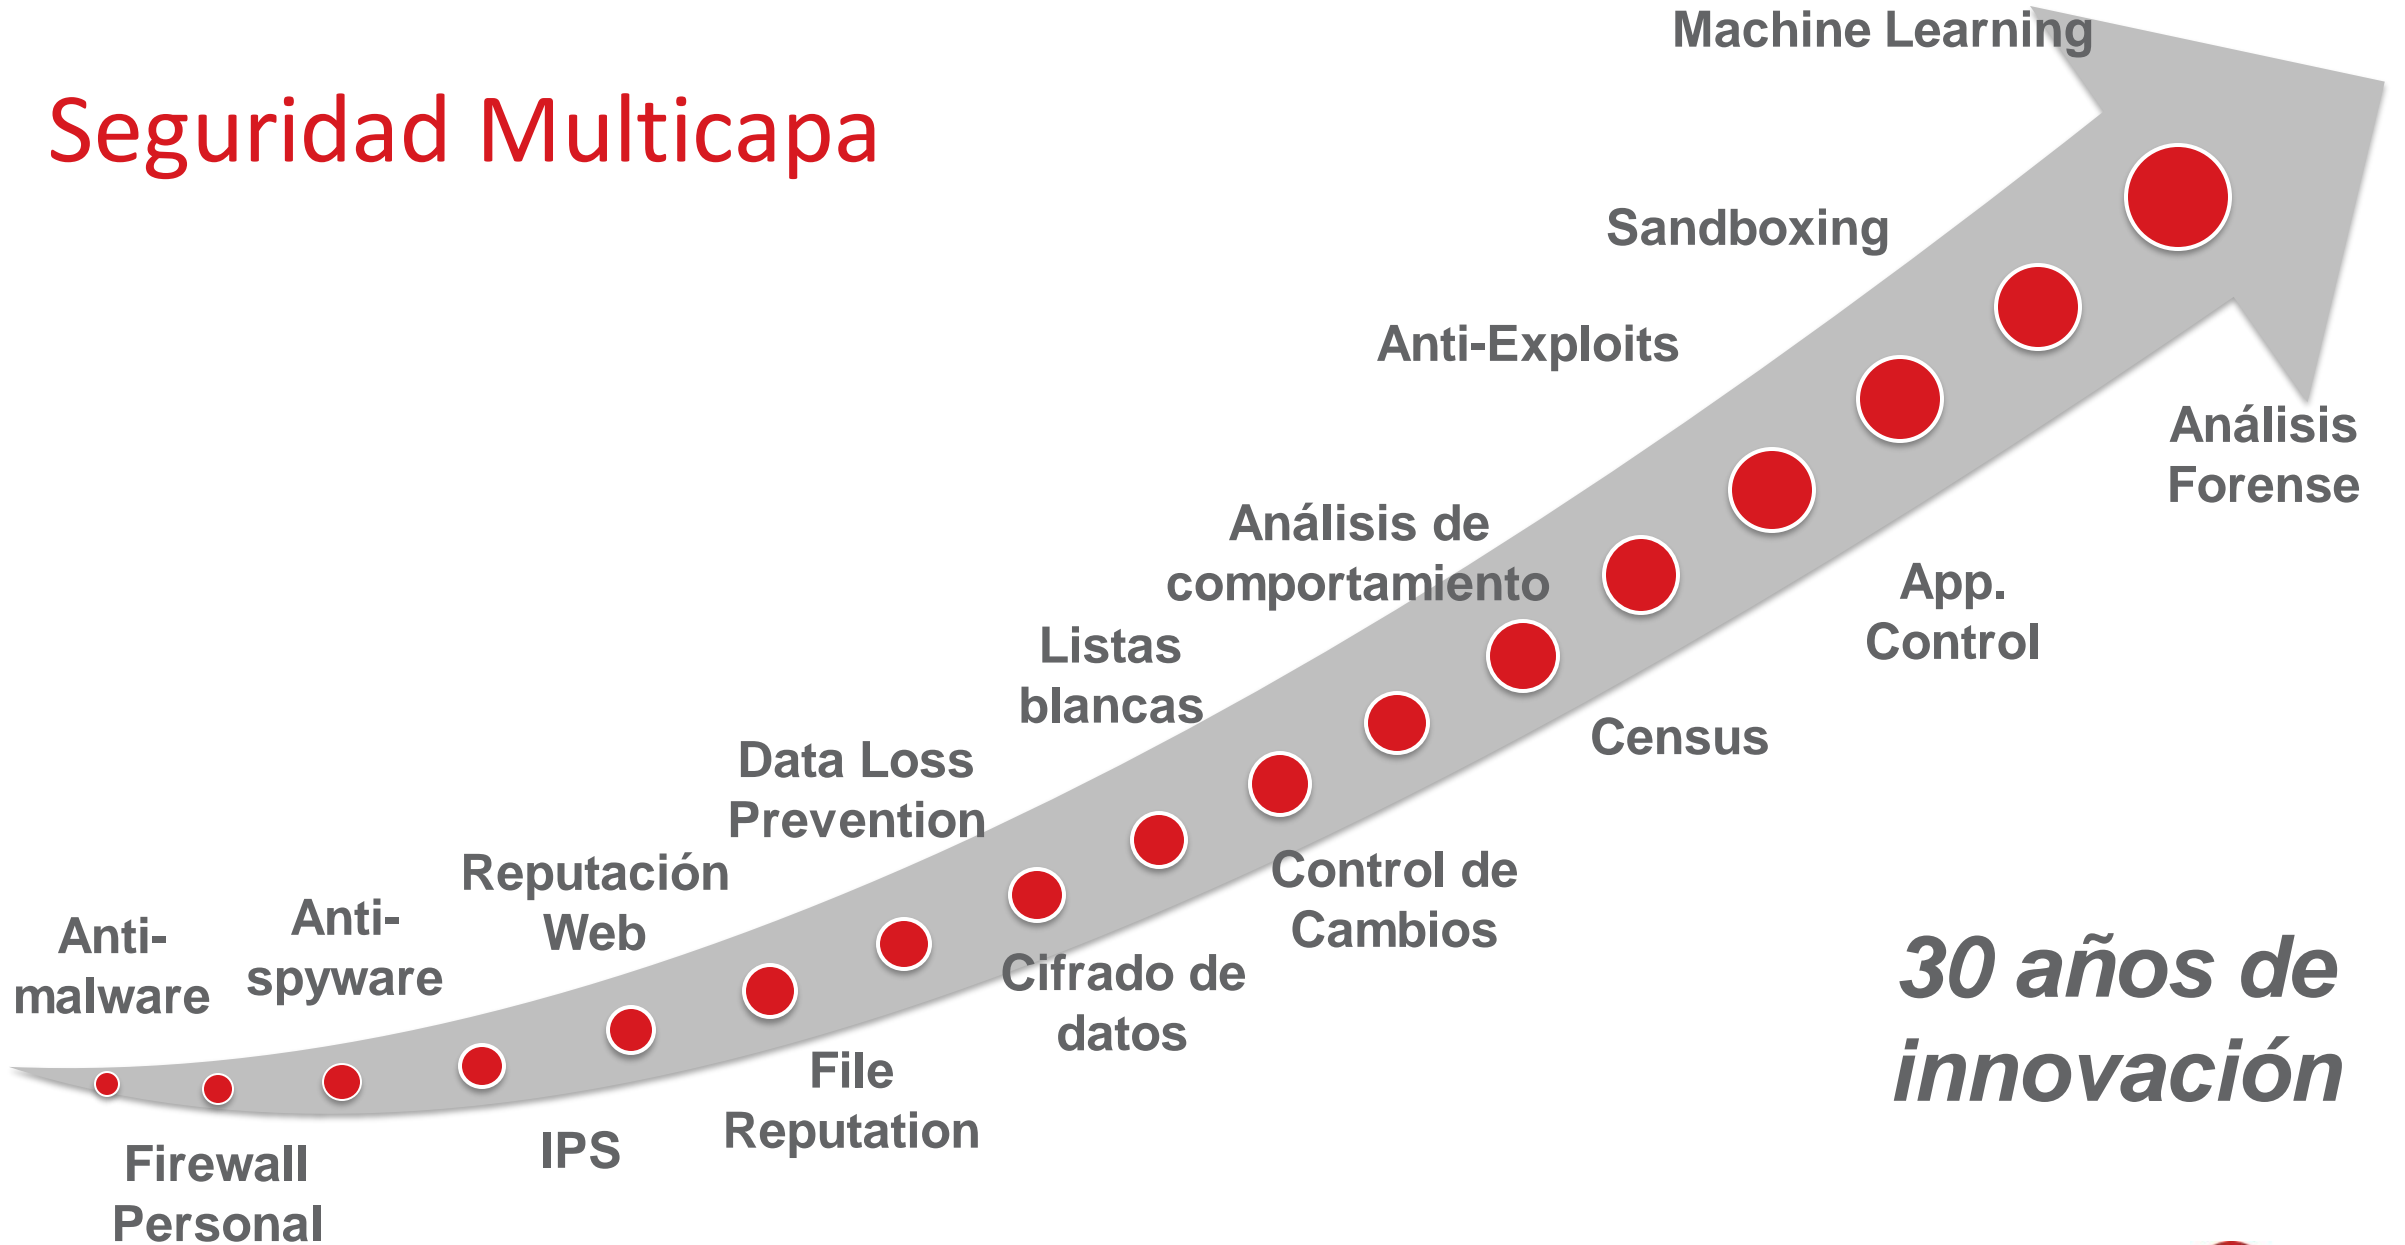 Seguridad Multicapa
Anti-
malware
Firewall
Personal
Anti-
spyware
IPS
Reputación
Web
File
Reputation
Data Loss
Prevention
Cifrado de
datos
Listas
blancas
Control de
Cambios
Análisis de
comportamiento
Census
Anti-Exploits
App.
Control
Sandboxing
Análisis
Forense
Machine Learning
30 años de
innovación